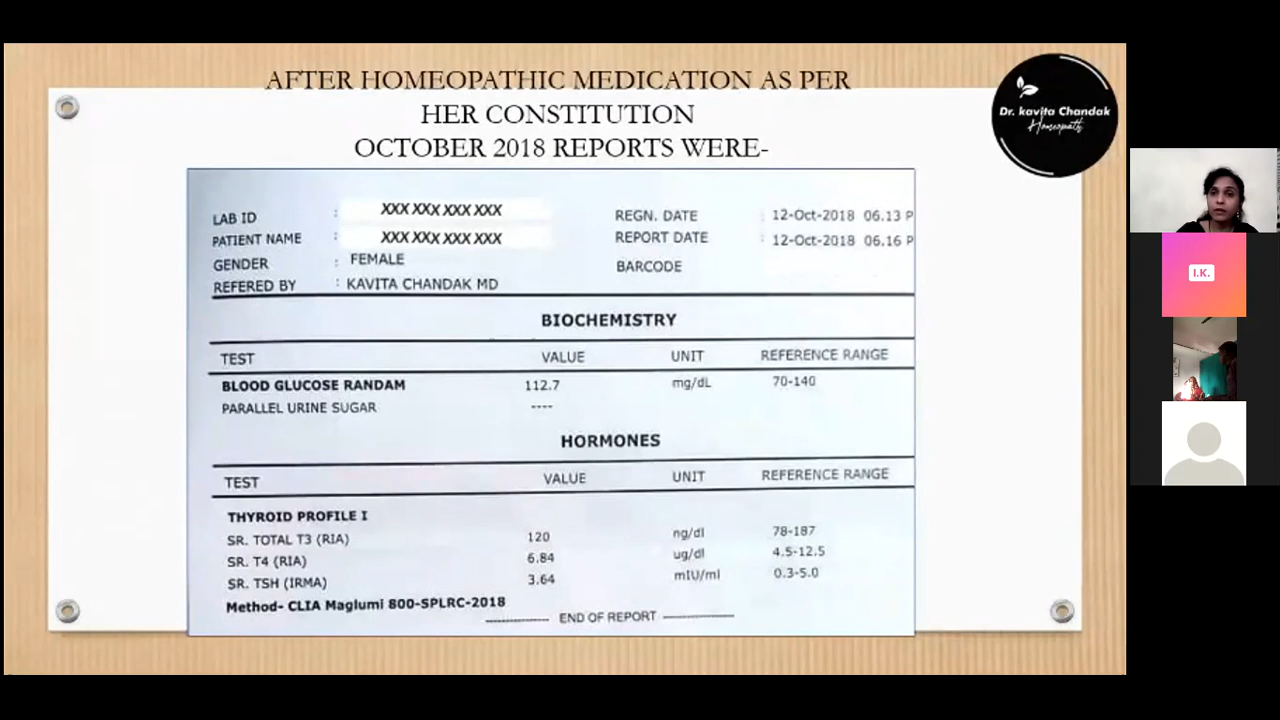 AFTER HOMEOPATHIC MEDICATION AS PER
HER CONSTITUTION
OCTOBER 2018 REPORTS WERE-
Dr. kavita Chandak
Homeopath
LAB ID : XXX XXX XXX XXX REGN. DATE : 12-Oct-2018 06.13 P
PATIENT NAME : XXX XXX XXX XXX REPORT DATE : 12-Oct-2018 06.16 P
GENDER : FEMALE BARCODE
REFERED BY : KAVITA CHANDAK MD
BIOCHEMISTRY
TEST VALUE UNIT REFERENCE RANGE
BLOOD GLUCOSE RANDAM 112.7 mg/dL 70-140
PARALLEL URINE SUGAR ----
HORMONES
TEST VALUE UNIT REFERENCE RANGE
THYROID PROFILE I
SR. TOTAL T3 (RIA) 120 ng/dl 78-187
SR. T4 (RIA) 6.84 ug/dl 4.5-12.5
SR. TSH (IRMA) 3.64 mIU/ml 0.3-5.0
Method- CLIA Maglumi 800-SPLRC-2018
---------------- END OF REPORT ----------------
I.K.